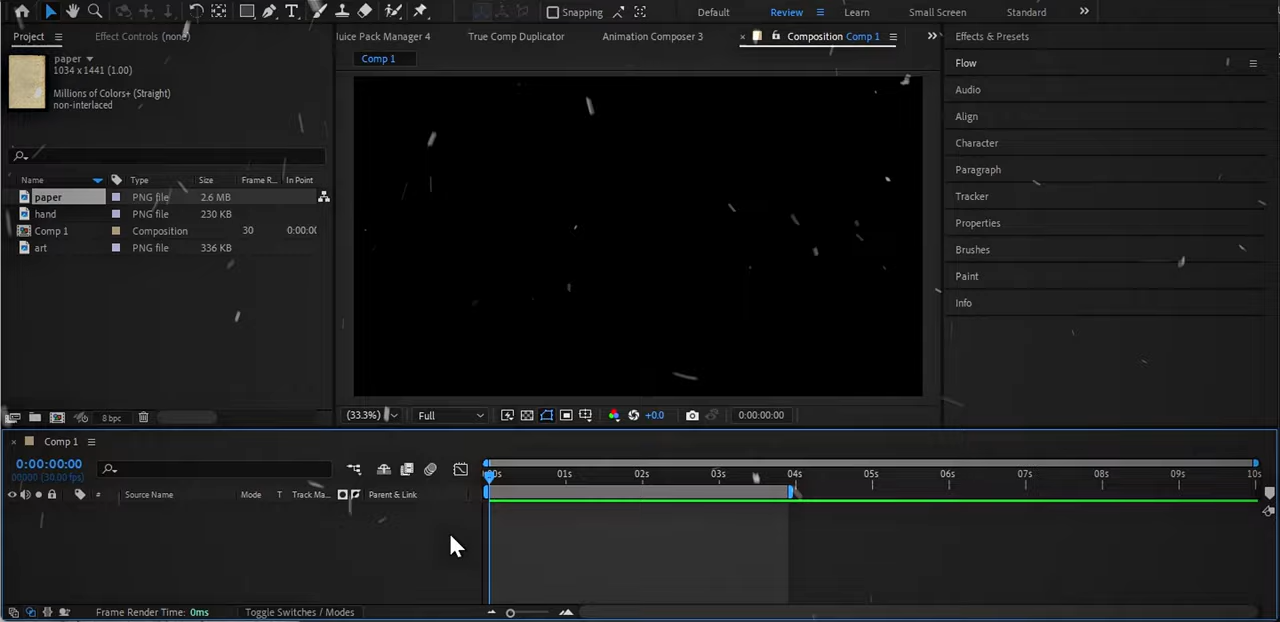 Snapping
Default
Review
Learn
Small Screen
Standard
Project
Effect Controls (none)
Juice Pack Manager 4
True Comp Duplicator
Animation Composer 3
Composition Comp 1
Effects & Presets
paper
1034 x 1441 (1.00)
Millions of Colors+ (Straight)
non-interlaced
Comp 1
Flow
Audio
Align
Character
Paragraph
Tracker
Properties
Brushes
Paint
Info
Name Type Size Frame R... In Point
paper PNG file 2.6 MB
hand PNG file 230 KB
Comp 1 Composition 30 0:00:00
art PNG file 336 KB
8 bpc
(33.3%) Full +0.0 0:00:00:00
Comp 1
0:00:00:00
00000 (30.00 fps)
00s 01s 02s 03s 04s 05s 06s 07s 08s 09s 10s
# Source Name Mode T Track Ma... Parent & Link
Frame Render Time: 0ms Toggle Switches / Modes